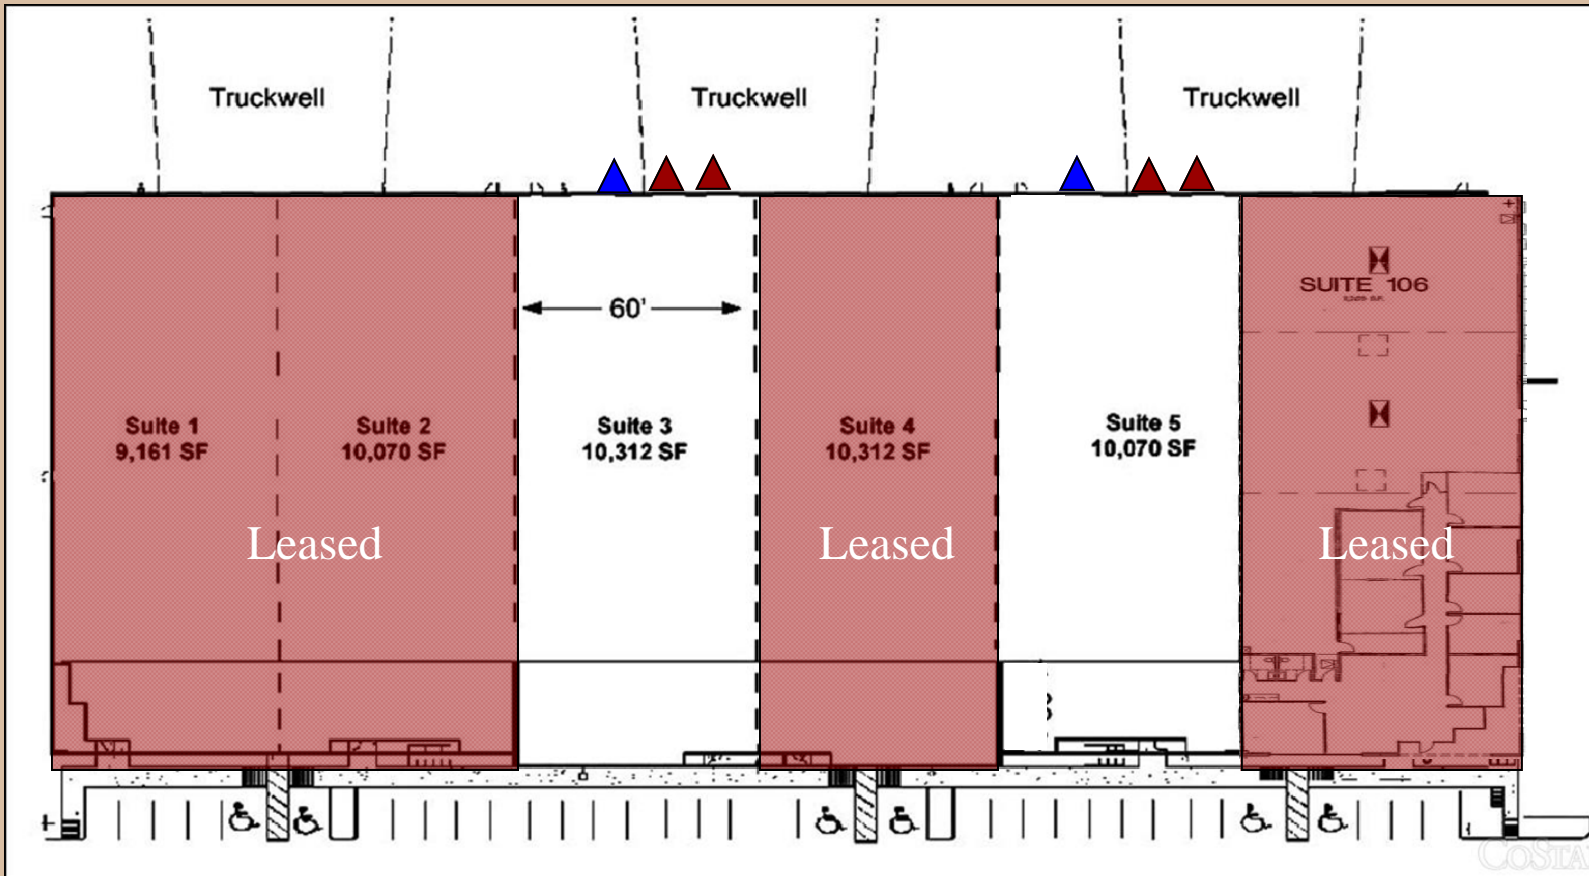 Truckwell
Truckwell
Truckwell
60'
SUITE 106
Suite 1
9,161 SF
Suite 2
10,070 SF
Suite 3
10,312 SF
Suite 4
10,312 SF
Suite 5
10,070 SF
Leased
Leased
Leased